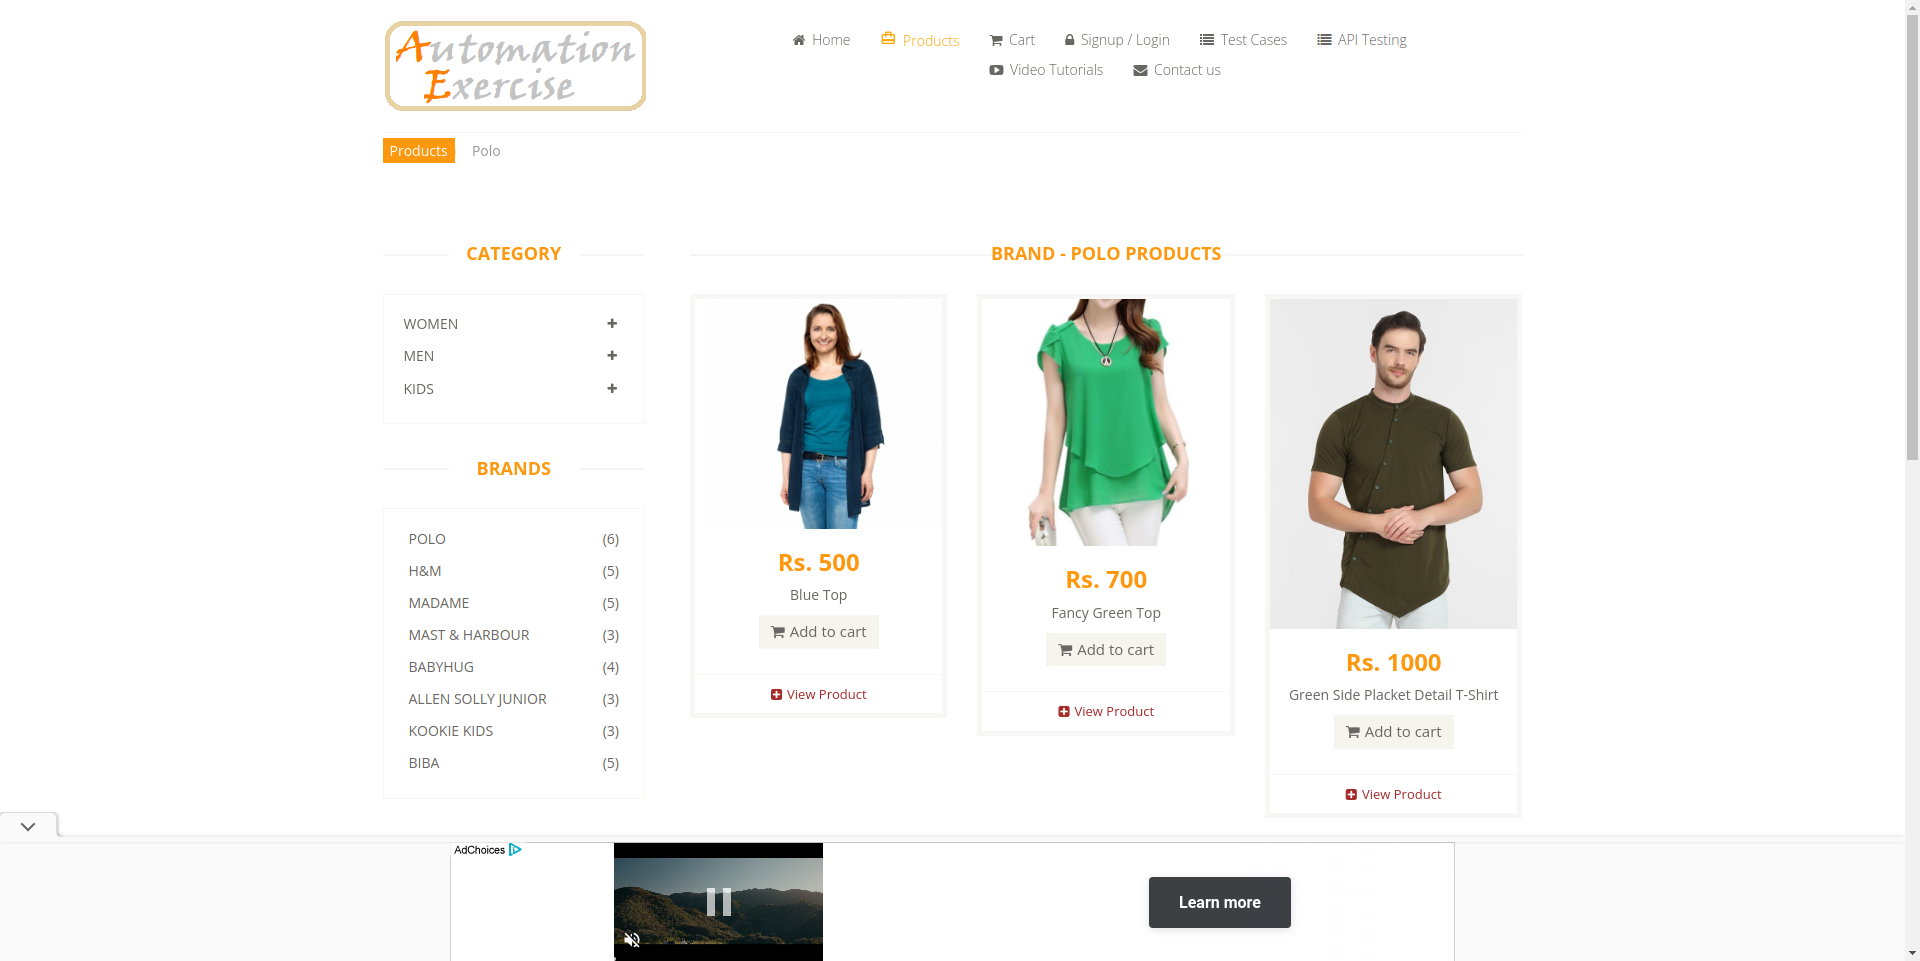 Automation
Exercise
Home
Products
Cart
Signup / Login
Test Cases
API Testing
Video Tutorials
Contact us
Products
Polo
CATEGORY
WOMEN
MEN
KIDS
BRANDS
POLO (6)
H&M (5)
MADAME (5)
MAST & HARBOUR (3)
BABYHUG (4)
ALLEN SOLLY JUNIOR (3)
KOOKIE KIDS (3)
BIBA (5)
BRAND - POLO PRODUCTS
Rs. 500
Blue Top
Add to cart
View Product
Rs. 700
Fancy Green Top
Add to cart
View Product
Rs. 1000
Green Side Placket Detail T-Shirt
Add to cart
View Product
AdChoices
Learn more